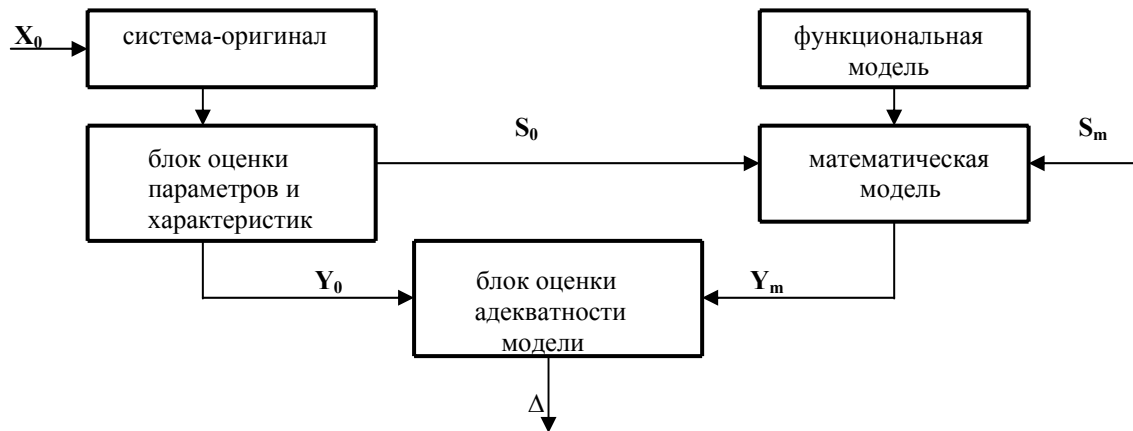 X₀
система-оригинал
функциональная
модель
S₀
Sₘ
блок оценки
параметров и
характеристик
математическая
модель
Y₀
блок оценки
адекватности
модели
Yₘ
Δ